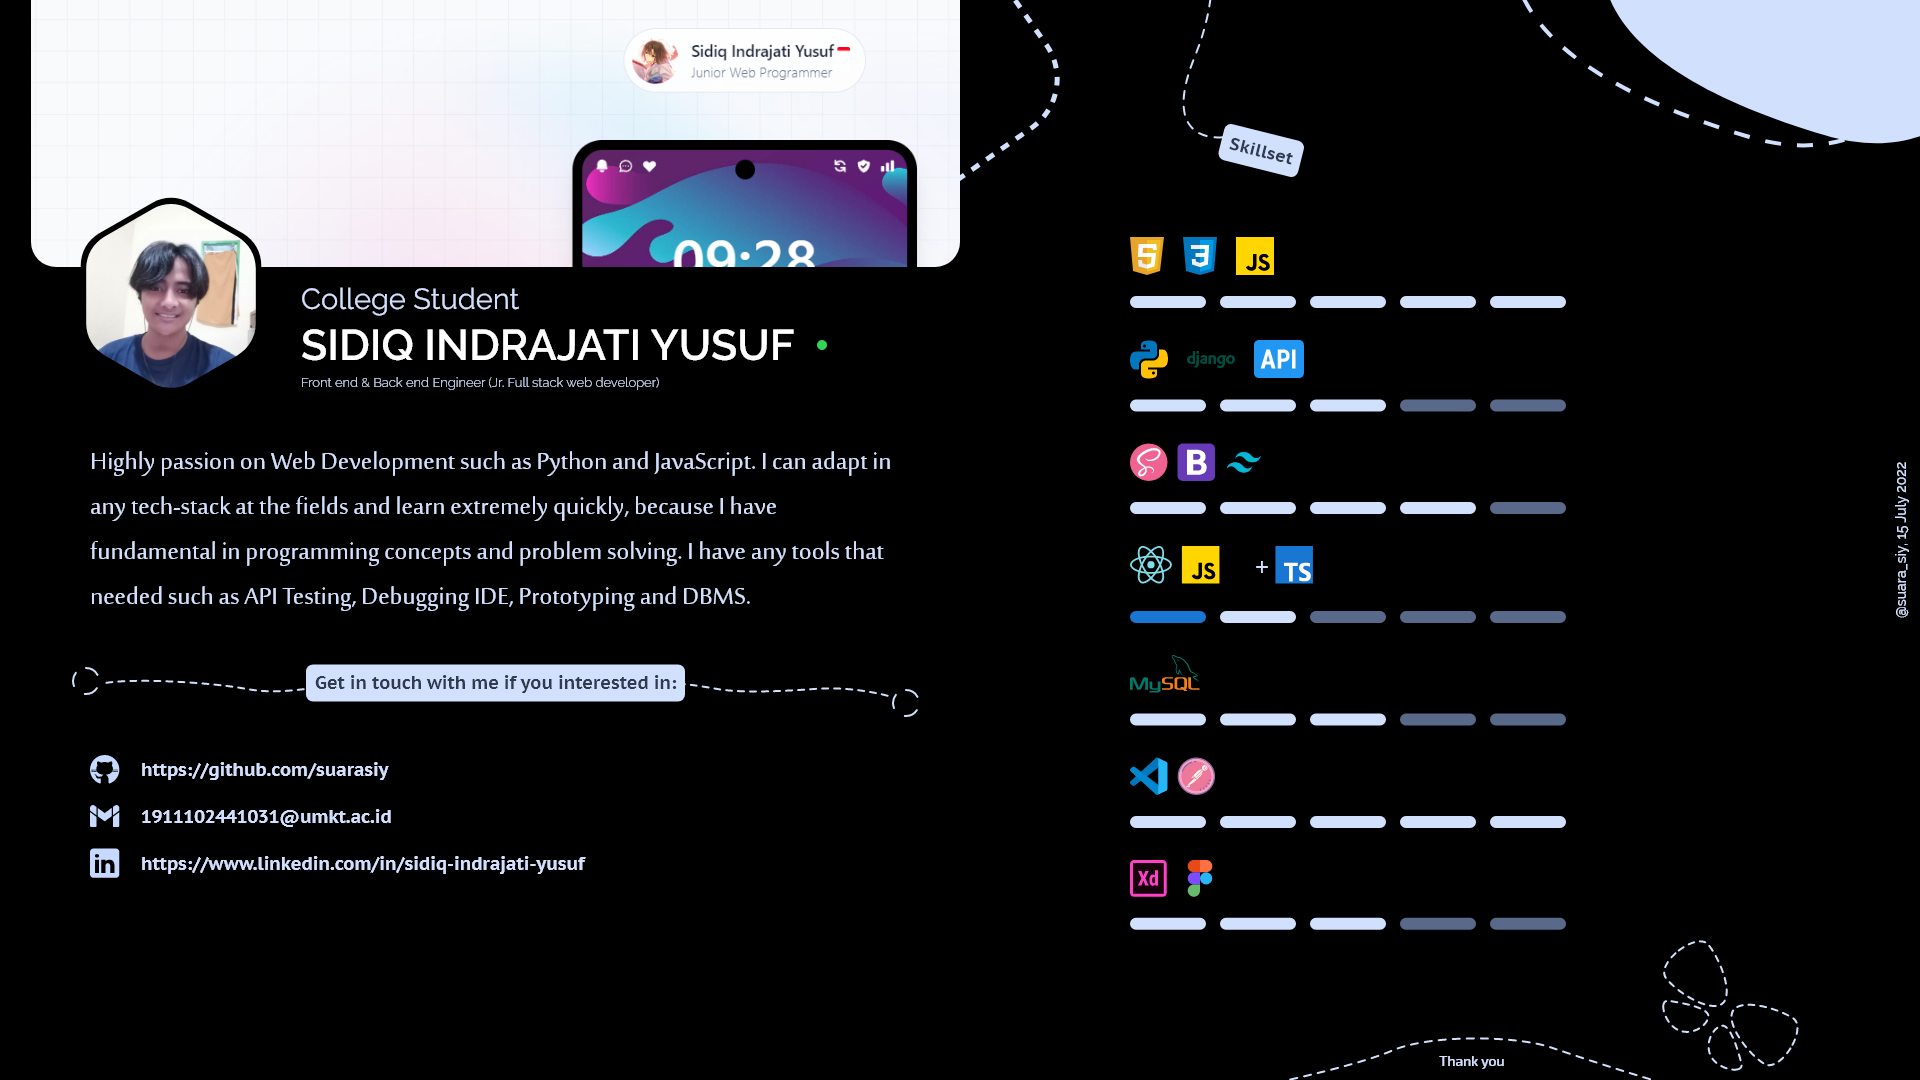 Sidiq Indrajati Yusuf
Junior Web Programmer
09:28
College Student
SIDIQ INDRAJATI YUSUF
Front end & Back end Engineer (Jr. Full stack web developer)
Highly passion on Web Development such as Python and JavaScript. I can adapt in
any tech-stack at the fields and learn extremely quickly, because I have
fundamental in programming concepts and problem solving. I have any tools that
needed such as API Testing, Debugging IDE, Prototyping and DBMS.
Get in touch with me if you interested in:
https://github.com/suarasiy
1911102441031@umkt.ac.id
in
https://www.linkedin.com/in/sidiq-indrajati-yusuf
Skillset
5 3 JS
django API
S B
JS + TS
MySQL
Xd
@suara_siy, 15 July 2022
Thank you